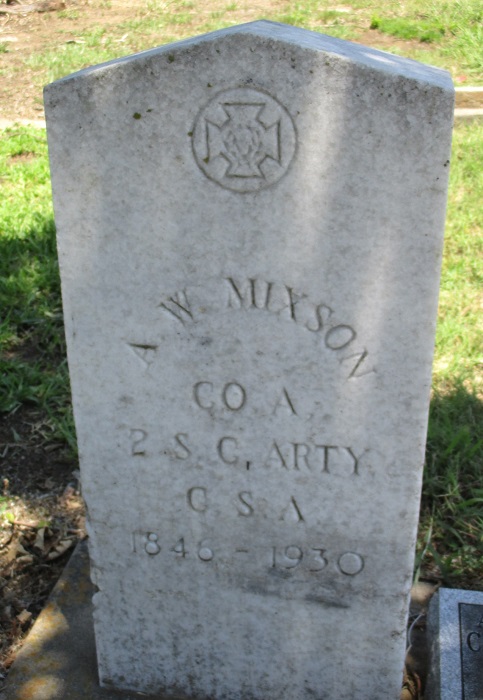 A. W. MIXSON
CO A
2 S. C. ARTY.
C S A
1846 - 1930